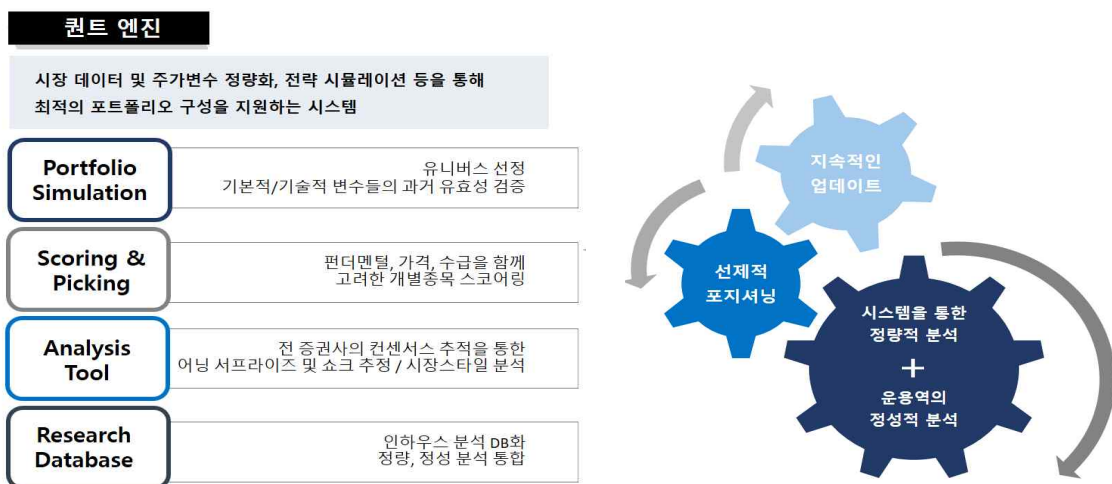 퀀트 엔진
시장 데이터 및 주가변수 정량화, 전략 시뮬레이션 등을 통해
최적의 포트폴리오 구성을 지원하는 시스템
Portfolio
Simulation
유니버스 선정
기본적/기술적 변수들의 과거 유효성 검증
Scoring &
Picking
펀더멘털, 가격, 수급을 함께
고려한 개별종목 스코어링
Analysis
Tool
전 증권사의 컨센서스 추적을 통한
어닝 서프라이즈 및 쇼크 추정 / 시장스타일 분석
Research
Database
인하우스 분석 DB화
정량, 정성 분석 통합
지속적인
업데이트
선제적
포지셔닝
시스템을 통한
정량적 분석
+
운용역의
정성적 분석